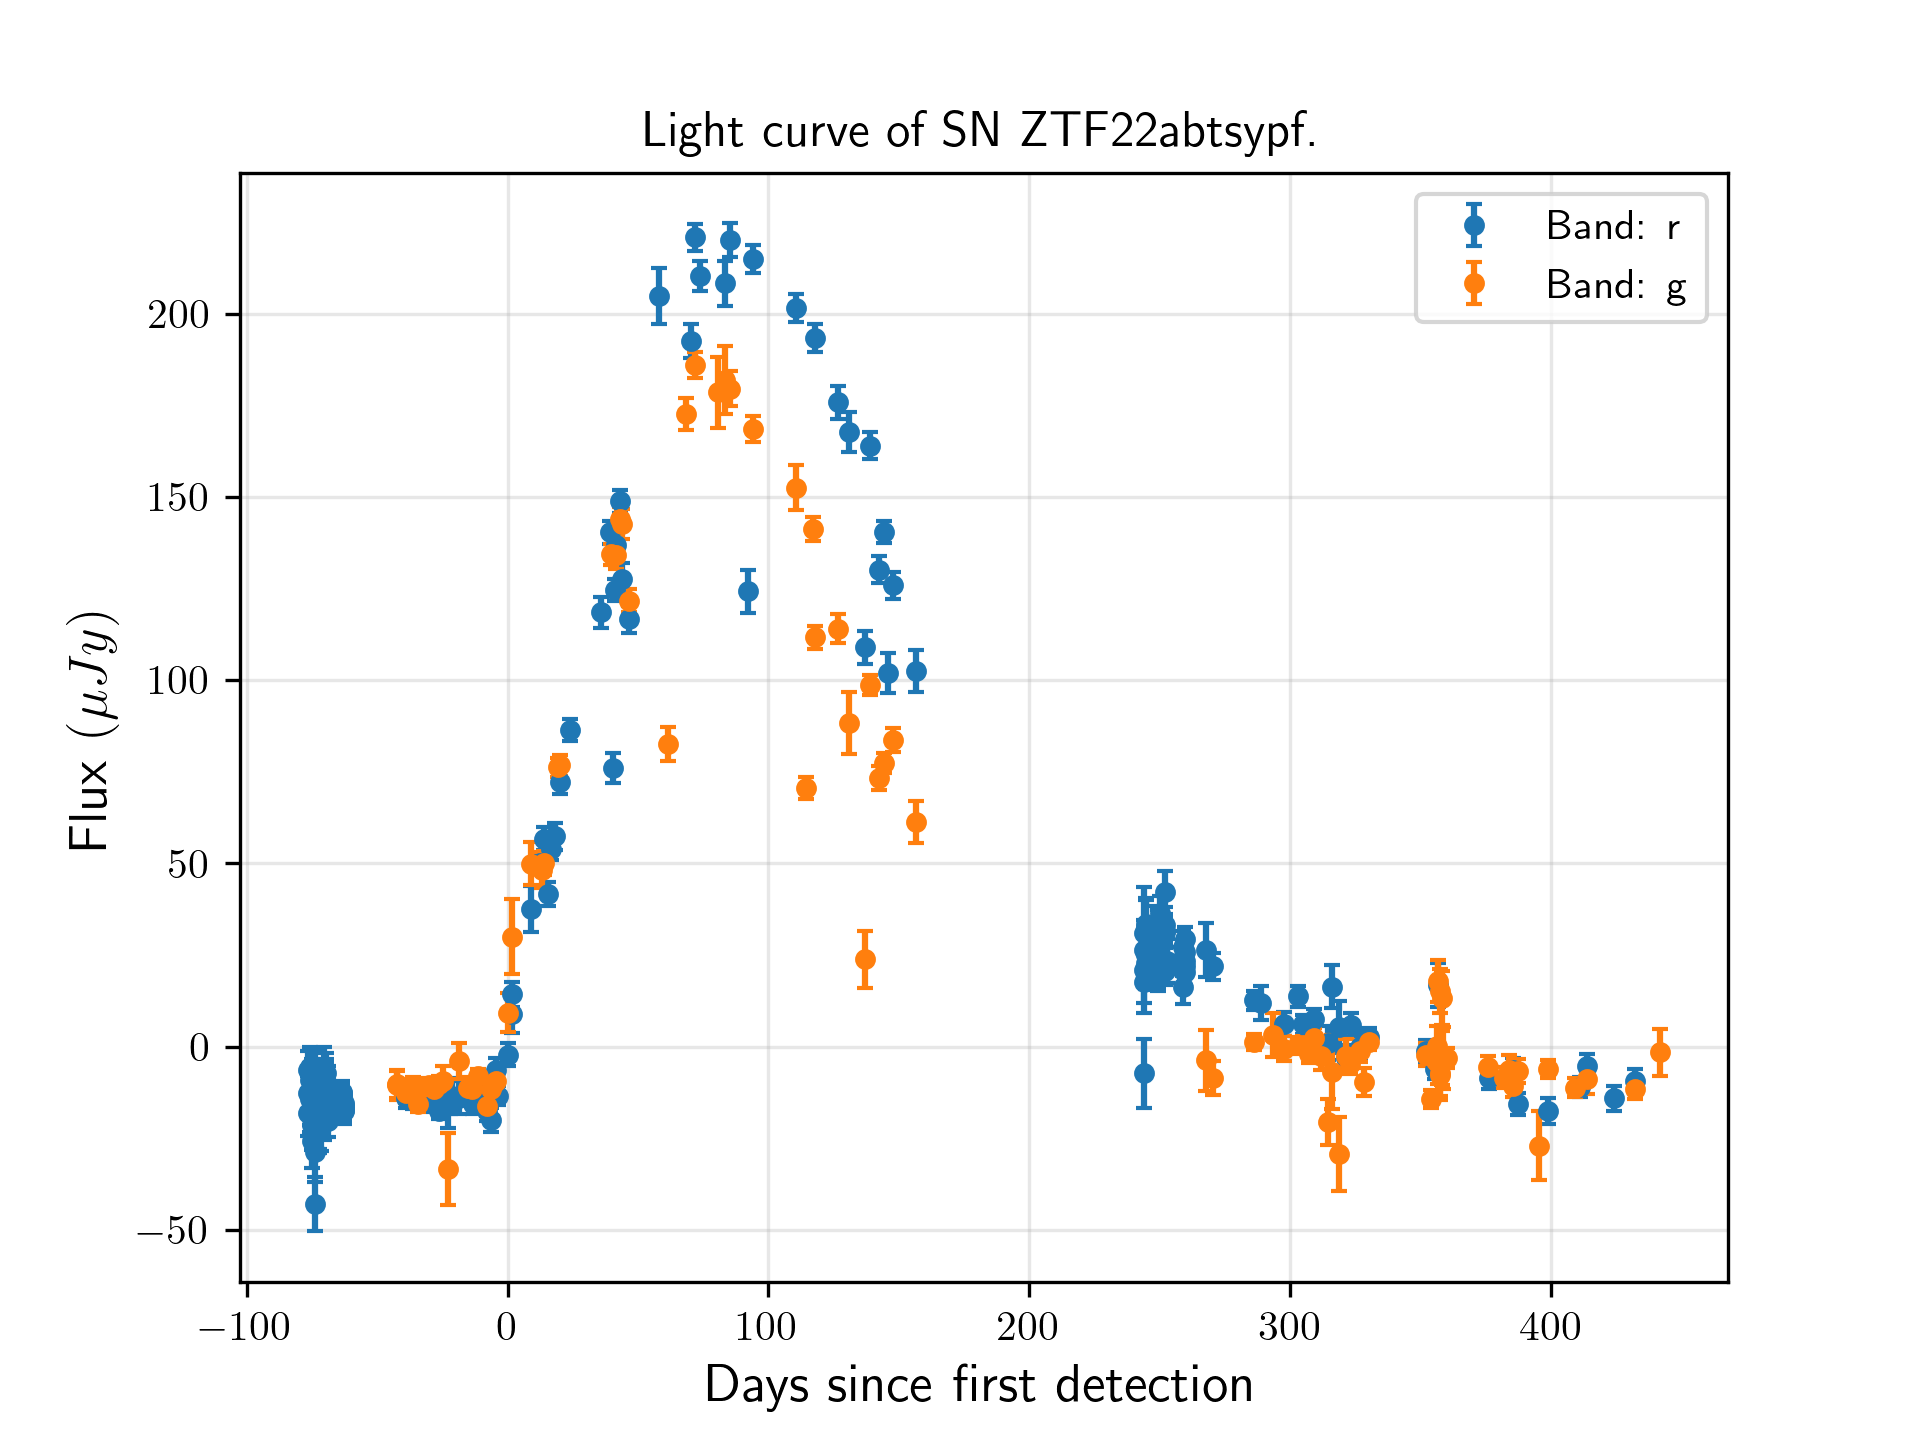 Light curve of SN ZTF22abtsypf.
Band: r
Band: g
Flux (μJy)
200
150
100
50
0
−50
−100
0
100
200
300
400
Days since first detection